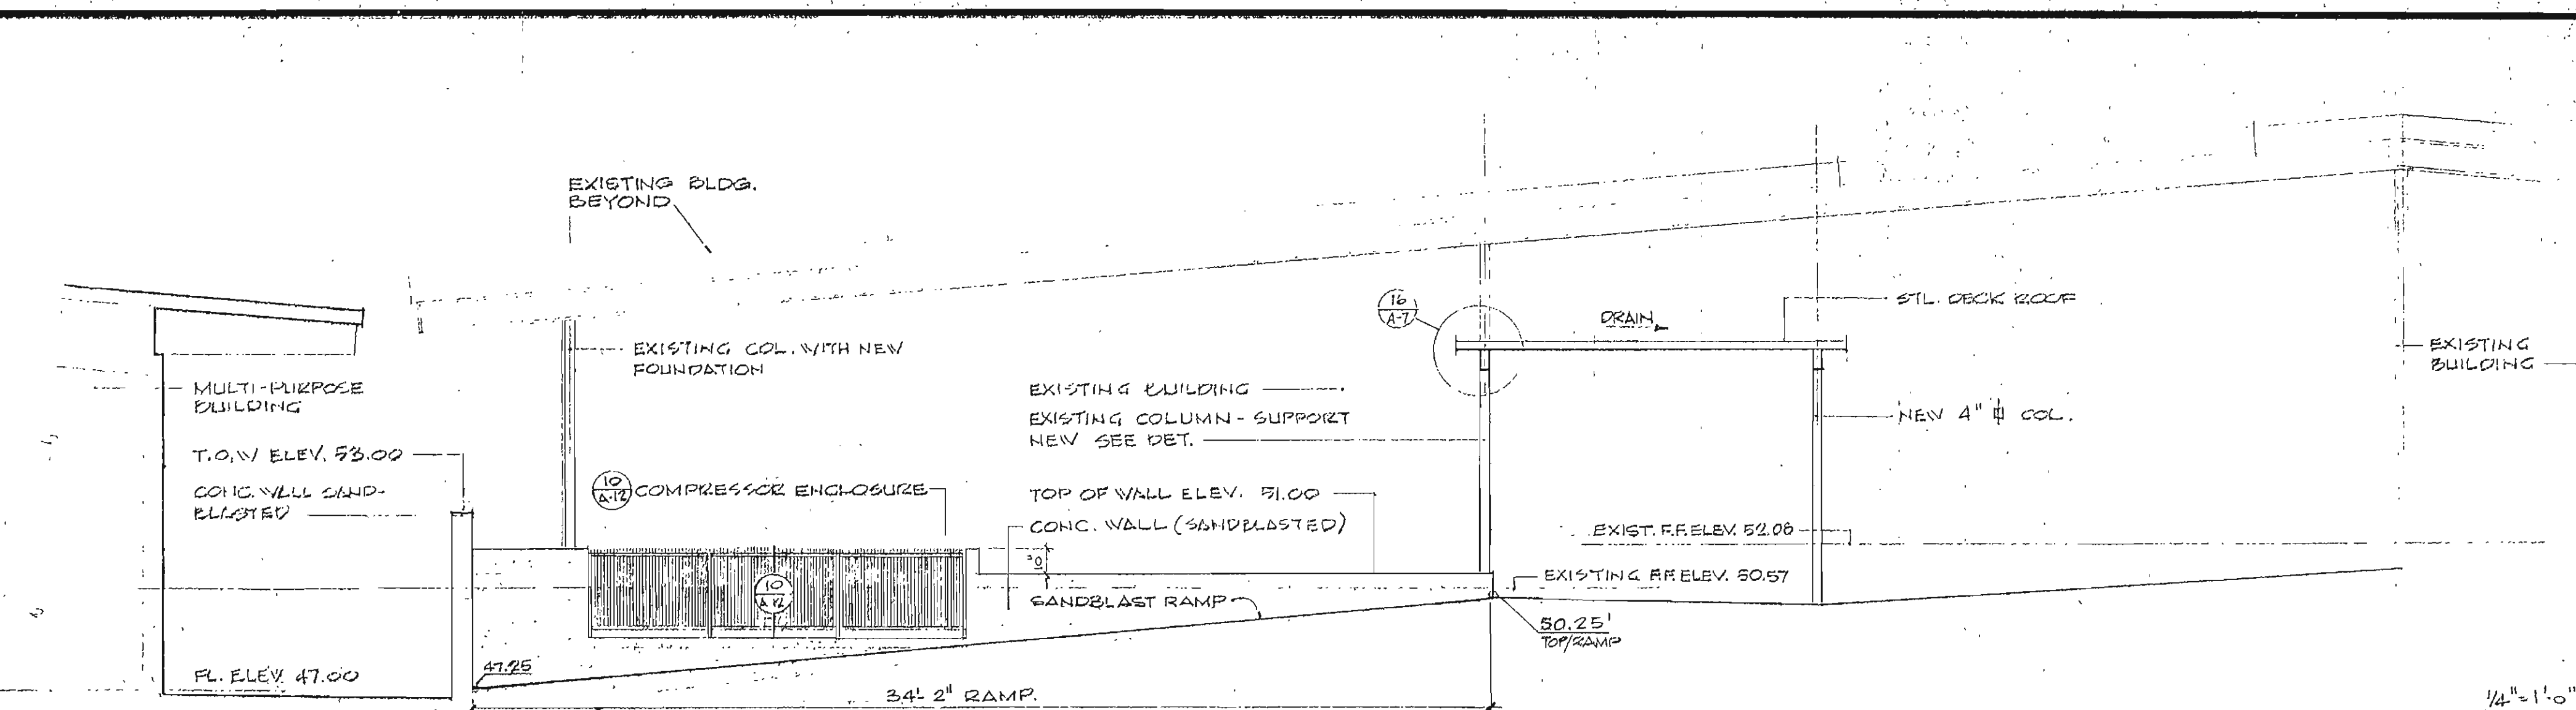 EXISTING BLDG.
BEYOND
16
A-7
DRAIN
STL. DECK ROOF
EXISTING COL. WITH NEW
FOUNDATION
EXISTING
BUILDING
MULTI-PURPOSE
BUILDING
EXISTING BUILDING
EXISTING COLUMN - SUPPORT
NEW SEE DET.
NEW 4" COL.
T.O.W ELEV. 53.00
10
A-12
COMPRESSOR ENCLOSURE
CONC. WALL SAND-
BLASTED
TOP OF WALL ELEV. 51.00
CONC. WALL (SANDBLASTED)
EXIST. F.F. ELEV. 52.08
EXISTING F.F. ELEV. 50.57
10
A-12
SANDBLAST RAMP
50.25'
TOP/RAMP
47.25
FL. ELEV. 47.00
34'-2" RAMP.
1/4"=1'-0"